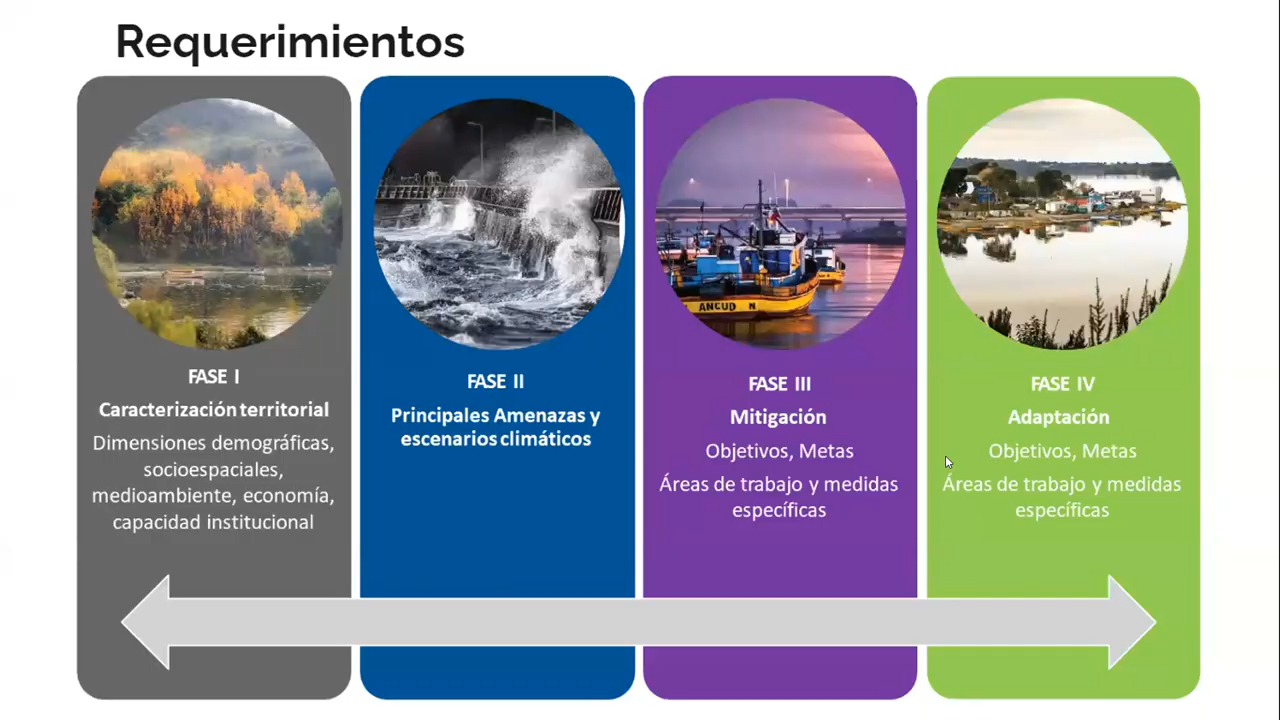 Requerimientos
ANCUD N
FASE I
Caracterización territorial
Dimensiones demográficas,
socioespaciales,
medioambiente, economía,
capacidad institucional
FASE II
Principales Amenazas y
escenarios climáticos
FASE III
Mitigación
Objetivos, Metas
Áreas de trabajo y medidas
específicas
FASE IV
Adaptación
Objetivos, Metas
Áreas de trabajo y medidas
específicas